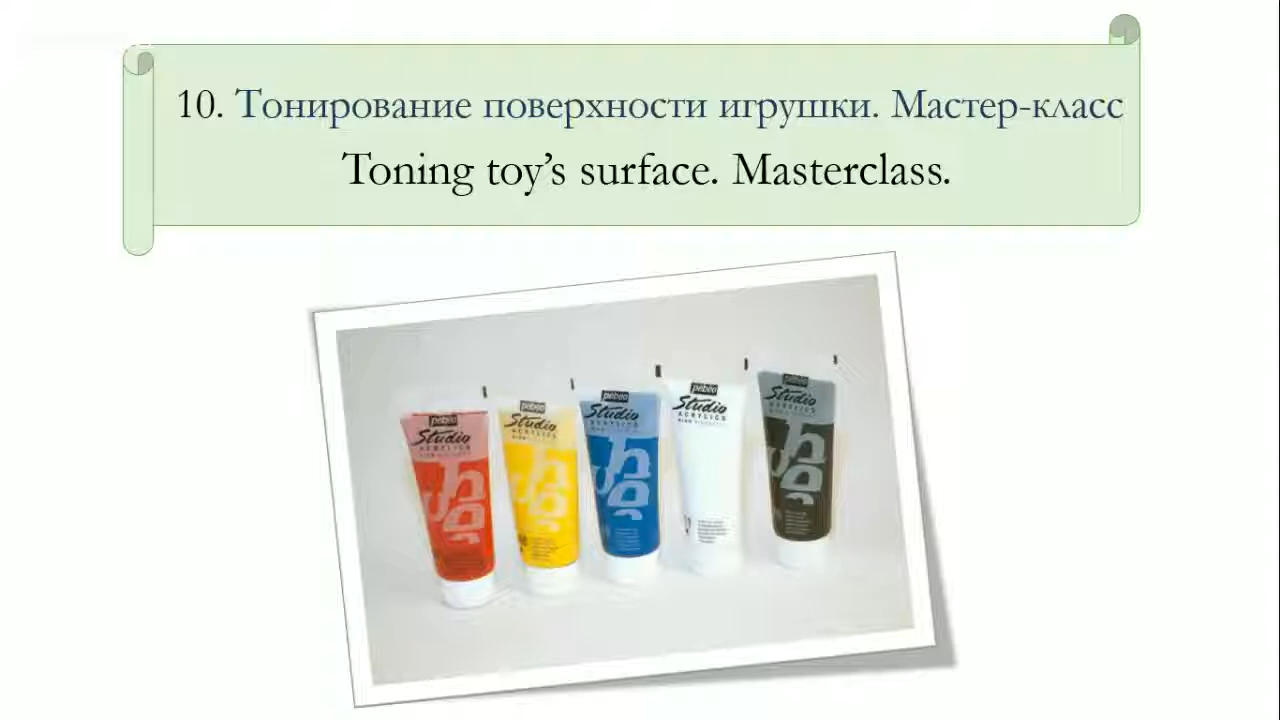 10. Тонирование поверхности игрушки. Мастер-класс
Toning toy’s surface. Masterclass.
pebeo
Studio
ACRYLICS
pebeo
Studio
ACRYLICS
pebeo
Studio
ACRYLICS
pebeo
Studio
ACRYLICS
pebeo
Studio
ACRYLICS